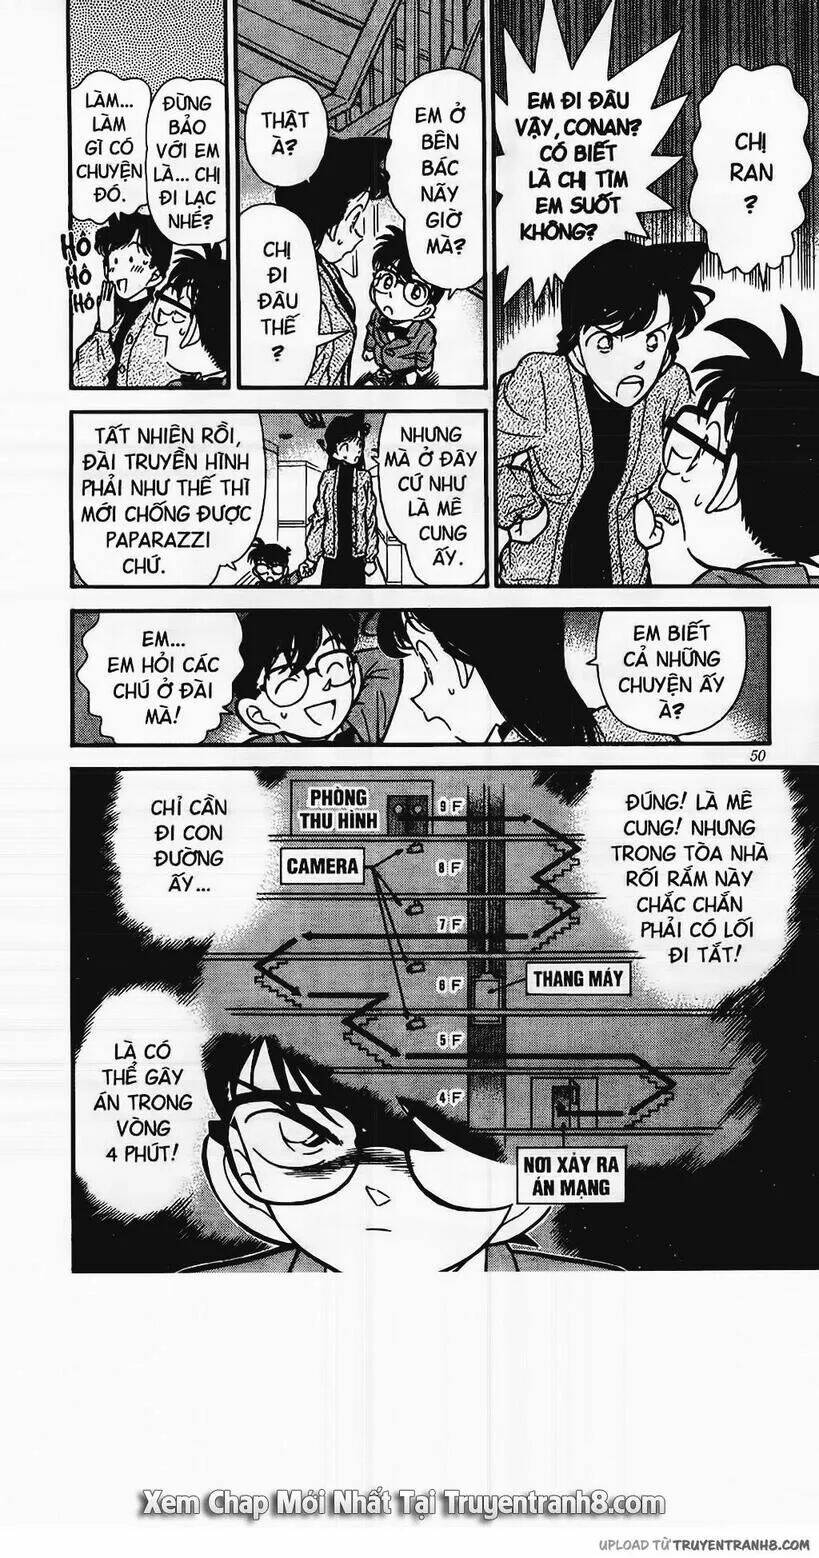 CHỊ
RAN?
EM ĐI ĐÂU
VẬY, CONAN?
CÓ BIẾT
LÀ CHỊ TÌM
EM SUỐT
KHÔNG?
EM Ở
BÊN
BÁC
NÃY
GIỜ
MÀ?
THẬT
À?
CHỊ
ĐI
ĐÂU
THẾ
?
ĐỪNG
BẢO
VỚI EM
LÀ... CHỊ
ĐI LẠC
NHÉ?
LÀM...
LÀM
GÌ CÓ
CHUYỆN
ĐÓ.
HÔ
HÔ
HÔ
NHƯNG
MÀ Ở ĐÂY
CỨ NHƯ
LÀ MÊ
CUNG
ẤY.
TẤT NHIÊN RỒI,
ĐÀI TRUYỀN HÌNH
PHẢI NHƯ THẾ THÌ
MỚI CHỐNG ĐƯỢC
PAPARAZZI
CHỨ.
EM BIẾT
CẢ NHỮNG
CHUYỆN ẤY
À?
EM...
EM HỎI CÁC
CHÚ Ở ĐÀI
MÀ!
50
ĐÚNG! LÀ MÊ
CUNG! NHƯNG
TRONG TÒA NHÀ
RỐI RẮM NÀY
CHẮC CHẮN
PHẢI CÓ LỐI
ĐI TẮT!
PHÒNG
THU HÌNH
9F
CAMERA
8F
7F
THANG MÁY
6F
5F
4F
NƠI XẢY RA
ÁN MẠNG
CHỈ CẦN
ĐI CON
ĐƯỜNG
ẤY...
LÀ CÓ
THỂ GÂY
ÁN TRONG
VÒNG
4 PHÚT!
Xem Chap Mới Nhất Tại Truyentranh8.com
UPLOAD TỪ TRUYENTRANH8.COM